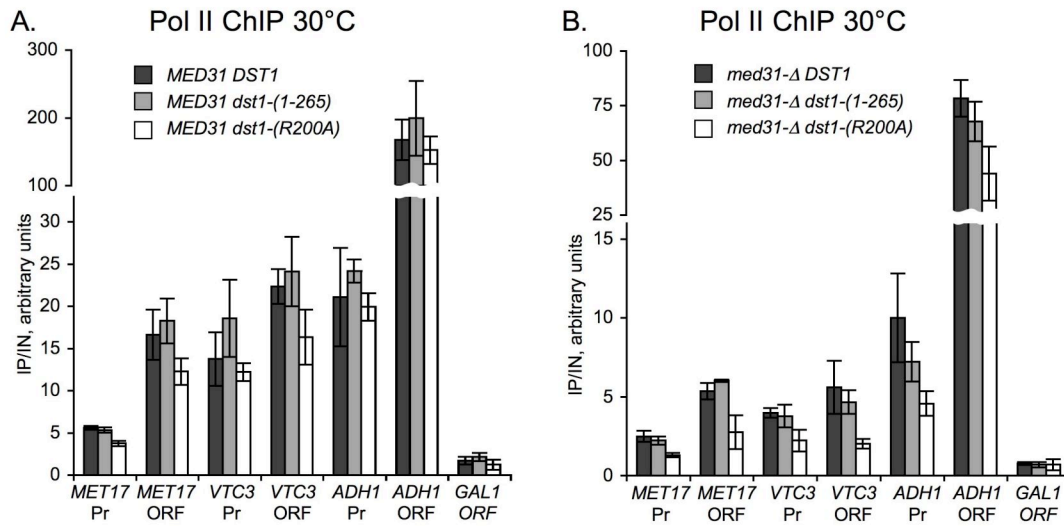 A.
Pol II ChIP 30°C
MED31 DST1
MED31 dst1-(1-265)
MED31 dst1-(R200A)
IP/IN, arbitrary units
300
200
100
30
25
20
15
10
5
0
MET17 MET17 VTC3 VTC3 ADH1 ADH1 GAL1
Pr ORF Pr ORF Pr ORF ORF
B.
Pol II ChIP 30°C
med31-Δ DST1
med31-Δ dst1-(1-265)
med31-Δ dst1-(R200A)
IP/IN, arbitrary units
100
75
50
25
15
10
5
0
MET17 MET17 VTC3 VTC3 ADH1 ADH1 GAL1
Pr ORF Pr ORF Pr ORF ORF